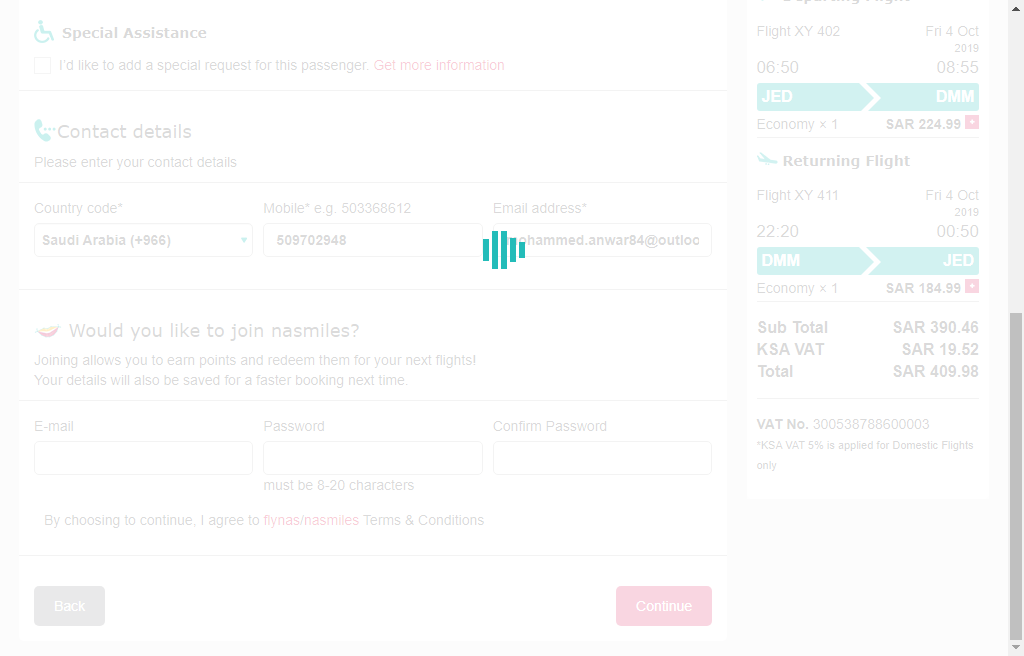 Special Assistance
I'd like to add a special request for this passenger. Get more information
Contact details
Please enter your contact details
Country code*
Mobile* e.g. 503368612
Email address*
Saudi Arabia (+966)
509702948
mohammed.anwar84@outloo
Would you like to join nasmiles?
Joining allows you to earn points and redeem them for your next flights!
Your details will also be saved for a faster booking next time.
E-mail
Password
Confirm Password
must be 8-20 characters
By choosing to continue, I agree to flynas/nasmiles Terms & Conditions
Back
Continue
Departing Flight
Flight XY 402 Fri 4 Oct
2019
06:50 08:55
JED DMM
Economy × 1 SAR 224.99 +
Returning Flight
Flight XY 411 Fri 4 Oct
2019
22:20 00:50
DMM JED
Economy × 1 SAR 184.99 +
Sub Total SAR 390.46
KSA VAT SAR 19.52
Total SAR 409.98
VAT No. 300538788600003
*KSA VAT 5% is applied for Domestic Flights
only